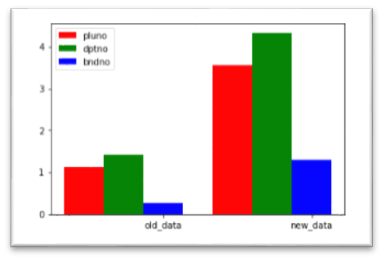 pluno
dptno
bndno
4
3
2
1
0
old_data
new_data